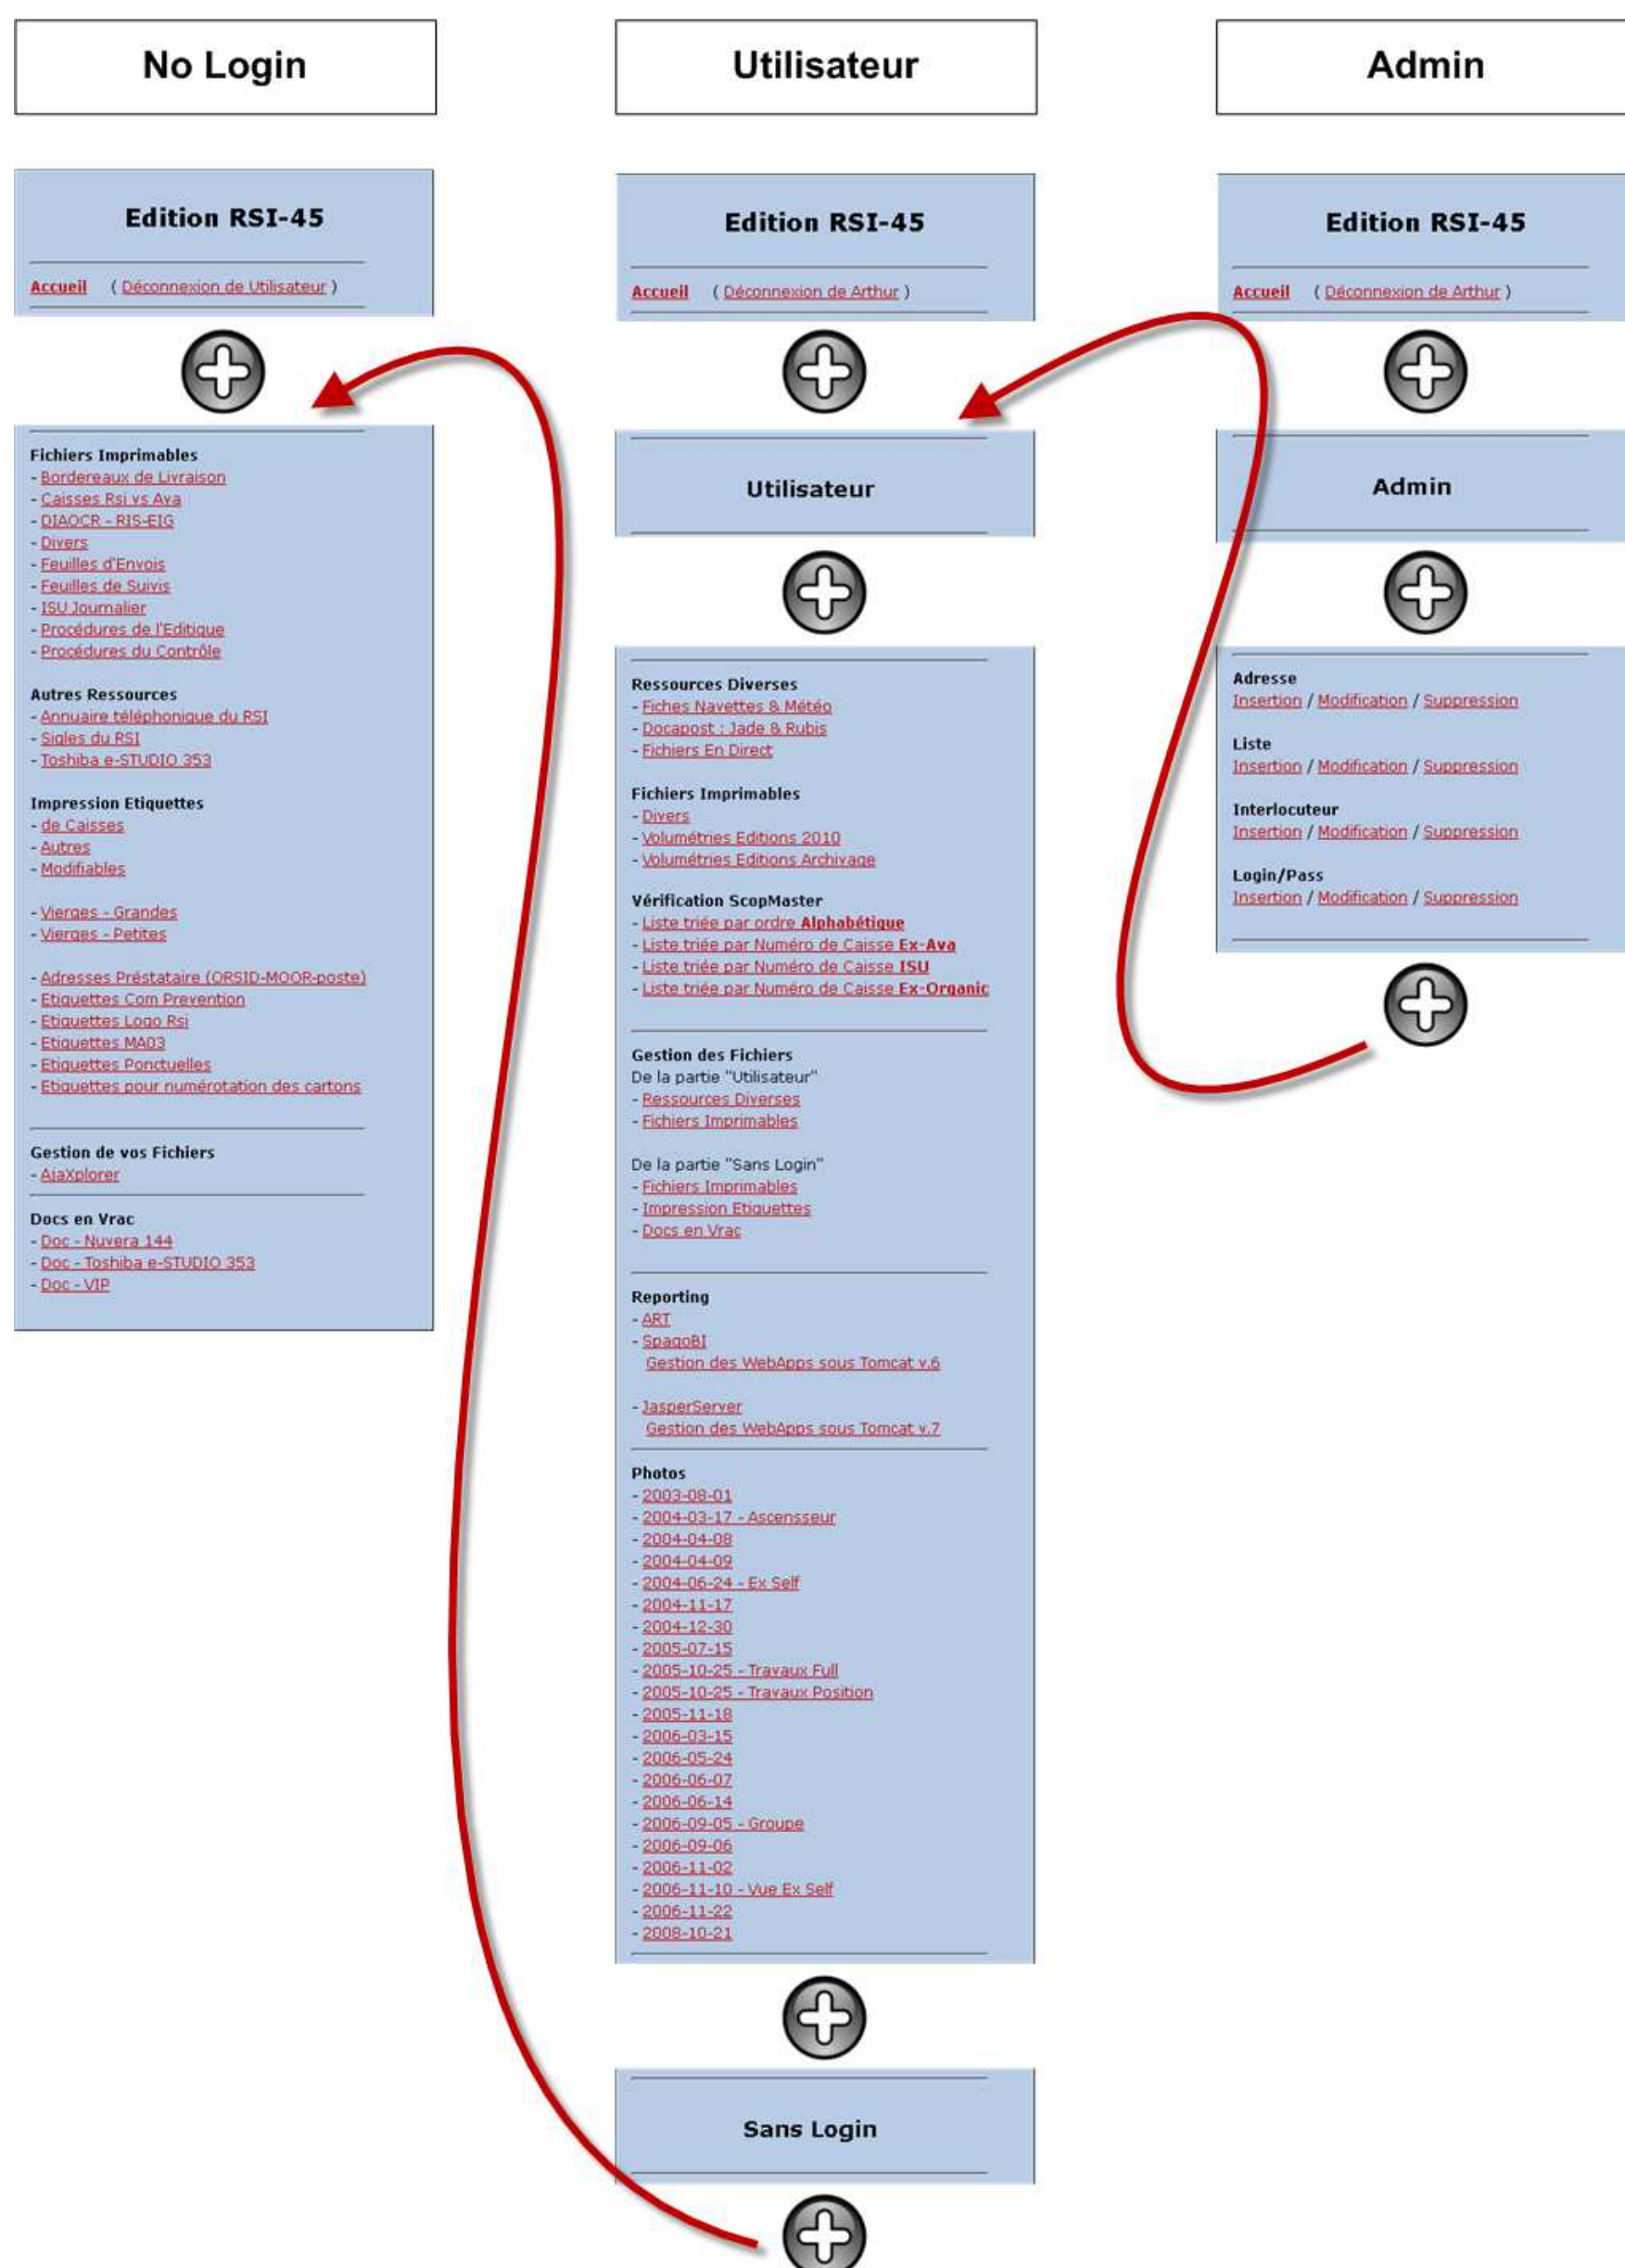 No Login
Edition RSI-45
Accueil ( Déconnexion de Utilisateur )
Fichiers Imprimables
- Bordereaux de Livraison
- Caisses Rsi vs Ava
- DIAOCR - RIS-EIG
- Divers
- Feuilles d'Envois
- Feuilles de Suivis
- ISU Journalier
- Procédures de l'Editique
- Procédures du Contrôle
Autres Ressources
- Annuaire téléphonique du RSI
- Sigles du RSI
- Toshiba e-STUDIO 353
Impression Etiquettes
- de Caisses
- Autres
- Modifiables
- Vierges - Grandes
- Vierges - Petites
- Adresses Préstataire (ORSID-MOOR-poste)
- Etiquettes Com Prevention
- Etiquettes Logo Rsi
- Etiquettes MA03
- Etiquettes Ponctuelles
- Etiquettes pour numérotation des cartons
Gestion de vos Fichiers
- AjaXplorer
Docs en Vrac
- Doc - Nuvera 144
- Doc - Toshiba e-STUDIO 353
- Doc - VIP
Utilisateur
Edition RSI-45
Accueil ( Déconnexion de Arthur )
Utilisateur
Ressources Diverses
- Fiches Navettes & Météo
- Docapost : Jade & Rubis
- Fichiers En Direct
Fichiers Imprimables
- Divers
- Volumétries Editions 2010
- Volumétries Editions Archivage
Vérification ScopMaster
- Liste triée par ordre Alphabétique
- Liste triée par Numéro de Caisse Ex-Ava
- Liste triée par Numéro de Caisse ISU
- Liste triée par Numéro de Caisse Ex-Organic
Gestion des Fichiers
De la partie "Utilisateur"
- Ressources Diverses
- Fichiers Imprimables
De la partie "Sans Login"
- Fichiers Imprimables
- Impression Etiquettes
- Docs en Vrac
Reporting
- ART
- SpagoBI
Gestion des WebApps sous Tomcat v.6
- JasperServer
Gestion des WebApps sous Tomcat v.7
Photos
- 2003-08-01
- 2004-03-17 - Ascensseur
- 2004-04-08
- 2004-04-09
- 2004-06-24 - Ex Self
- 2004-11-17
- 2004-12-30
- 2005-07-15
- 2005-10-25 - Travaux Full
- 2005-10-25 - Travaux Position
- 2005-11-18
- 2006-03-15
- 2006-05-24
- 2006-06-07
- 2006-06-14
- 2006-09-05 - Groupe
- 2006-09-06
- 2006-11-02
- 2006-11-10 - Vue Ex Self
- 2006-11-22
- 2008-10-21
Sans Login
Admin
Edition RSI-45
Accueil ( Déconnexion de Arthur )
Admin
Adresse
Insertion / Modification / Suppression
Liste
Insertion / Modification / Suppression
Interlocuteur
Insertion / Modification / Suppression
Login/Pass
Insertion / Modification / Suppression